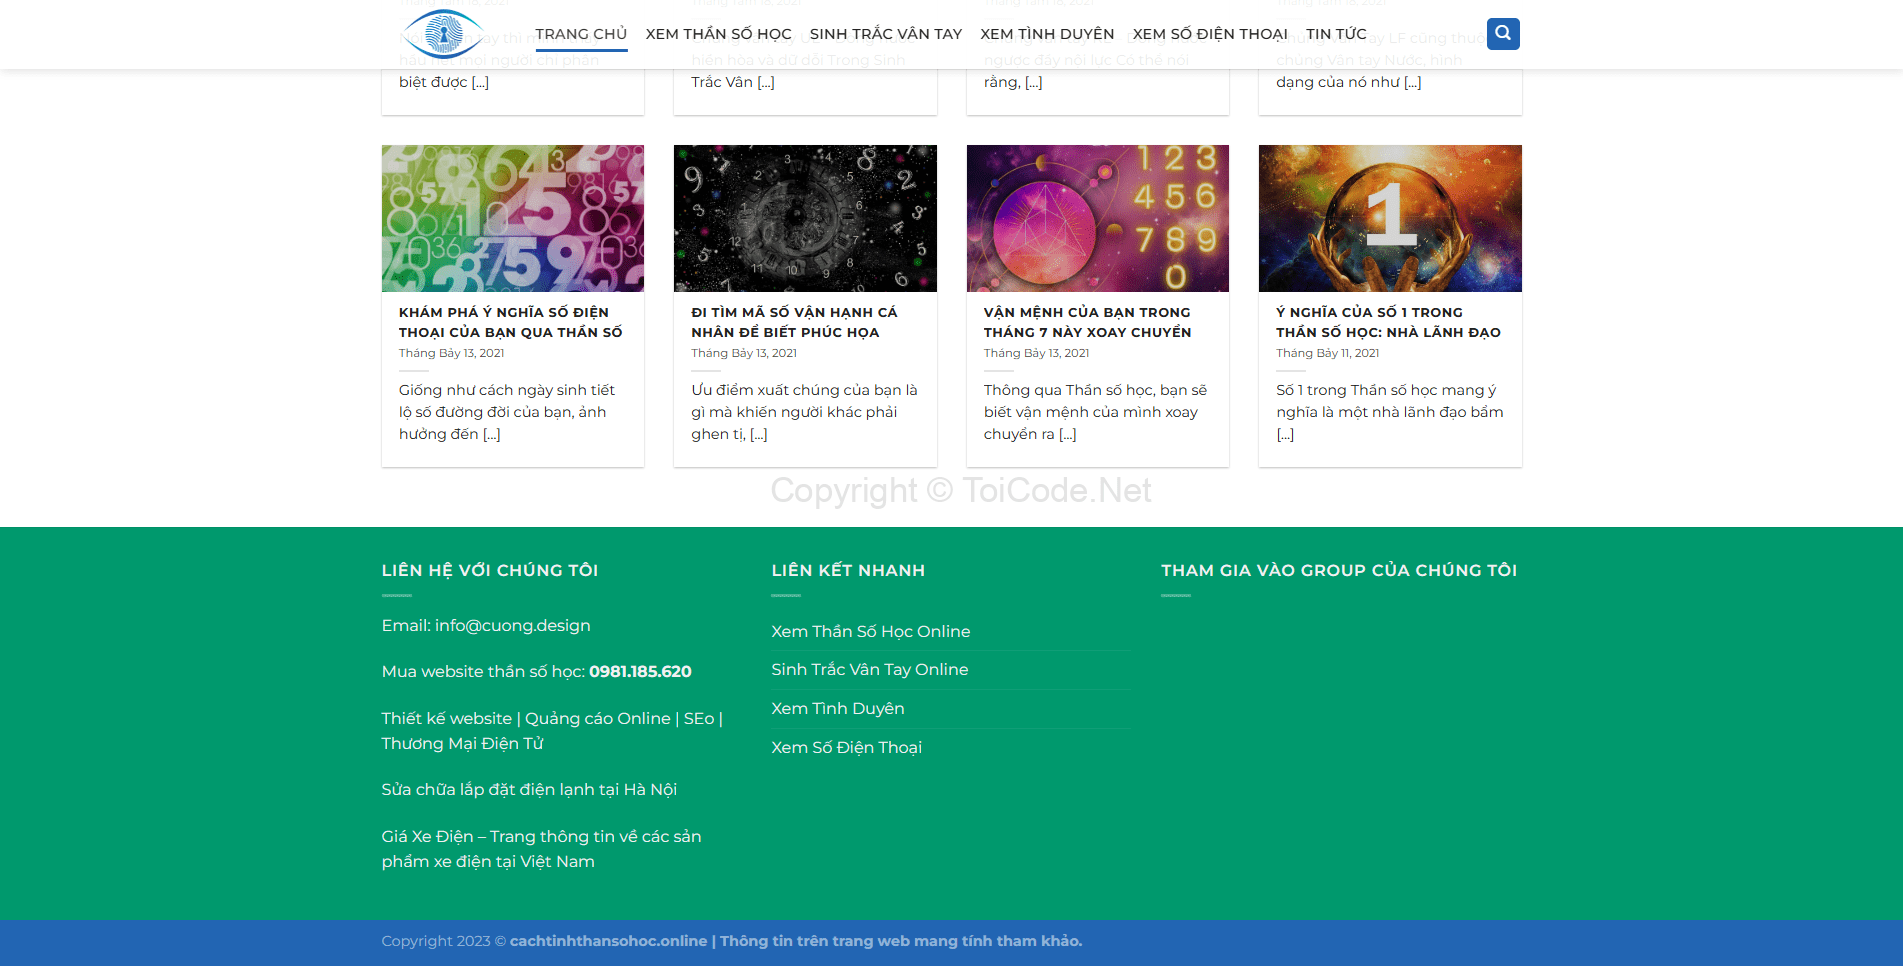 TRANG CHỦ XEM THẦN SỐ HỌC SINH TRẮC VÂN TAY XEM TÌNH DUYÊN XEM SỐ ĐIỆN THOẠI TIN TỨC
biệt được [...]
Trắc Vân [...]
rằng, [...]
dạng của nó như [...]
KHÁM PHÁ Ý NGHĨA SỐ ĐIỆN
THOẠI CỦA BẠN QUA THẦN SỐ
Tháng Bảy 13, 2021
Giống như cách ngày sinh tiết
lộ số đường đời của bạn, ảnh
hưởng đến [...]
ĐI TÌM MÃ SỐ VẬN HẠNH CÁ
NHÂN ĐỂ BIẾT PHÚC HỌA
Tháng Bảy 13, 2021
Ưu điểm xuất chúng của bạn là
gì mà khiến người khác phải
ghen tị, [...]
1 2 3
4 5 6
7 8 9
0
VẬN MỆNH CỦA BẠN TRONG
THÁNG 7 NÀY XOAY CHUYỂN
Tháng Bảy 13, 2021
Thông qua Thần số học, bạn sẽ
biết vận mệnh của mình xoay
chuyển ra [...]
1
Ý NGHĨA CỦA SỐ 1 TRONG
THẦN SỐ HỌC: NHÀ LÃNH ĐẠO
Tháng Bảy 11, 2021
Số 1 trong Thần số học mang ý
nghĩa là một nhà lãnh đạo bẩm
[...]
Copyright © ToiCode.Net
LIÊN HỆ VỚI CHÚNG TÔI
Email: info@cuong.design
Mua website thần số học: 0981.185.620
Thiết kế website | Quảng cáo Online | SEo |
Thương Mại Điện Tử
Sửa chữa lắp đặt điện lạnh tại Hà Nội
Giá Xe Điện – Trang thông tin về các sản
phẩm xe điện tại Việt Nam
LIÊN KẾT NHANH
Xem Thần Số Học Online
Sinh Trắc Vân Tay Online
Xem Tình Duyên
Xem Số Điện Thoại
THAM GIA VÀO GROUP CỦA CHÚNG TÔI
Copyright 2023 © cachtinhthansohoc.online | Thông tin trên trang web mang tính tham khảo.